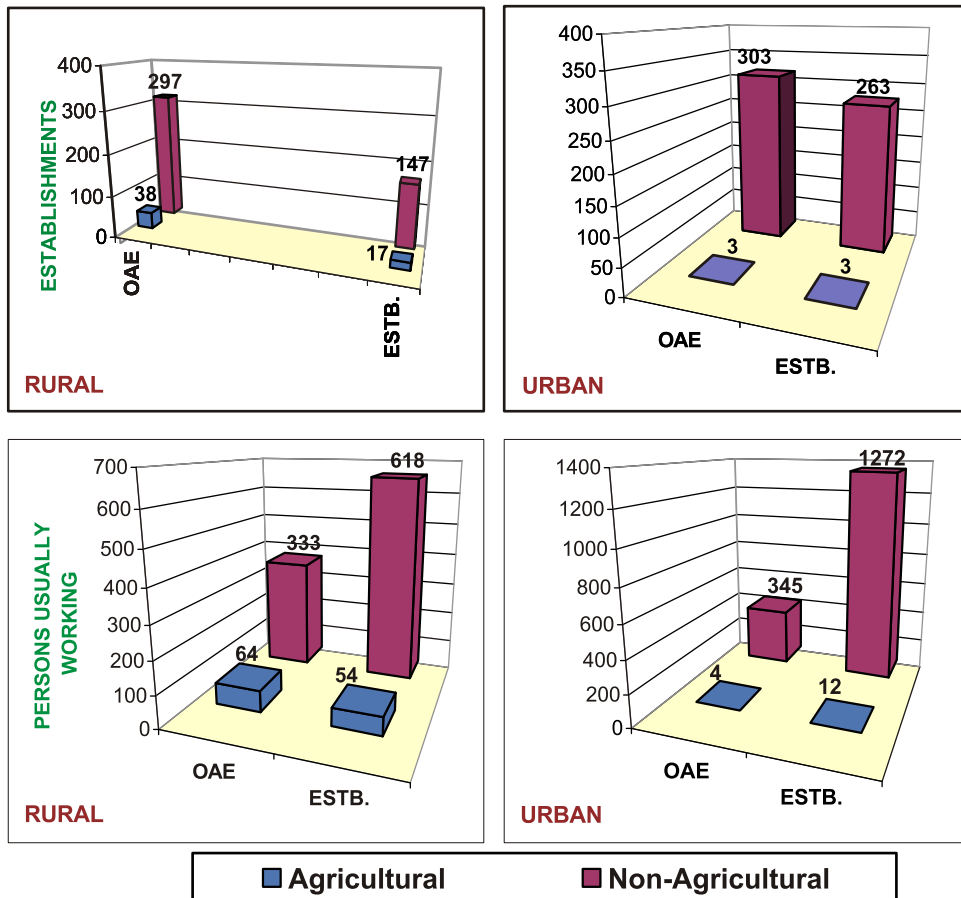 ESTABLISHMENTS
400
300
200
100
0
297
38
147
17
OAE
ESTB.
RURAL
400
350
300
250
200
150
100
50
0
303
263
3
3
OAE
ESTB.
URBAN
PERSONS USUALLY
WORKING
700
600
500
400
300
200
100
0
618
333
64
54
OAE
ESTB.
RURAL
1400
1200
1000
800
600
400
200
0
1272
345
4
12
OAE
ESTB.
URBAN
Agricultural Non-Agricultural